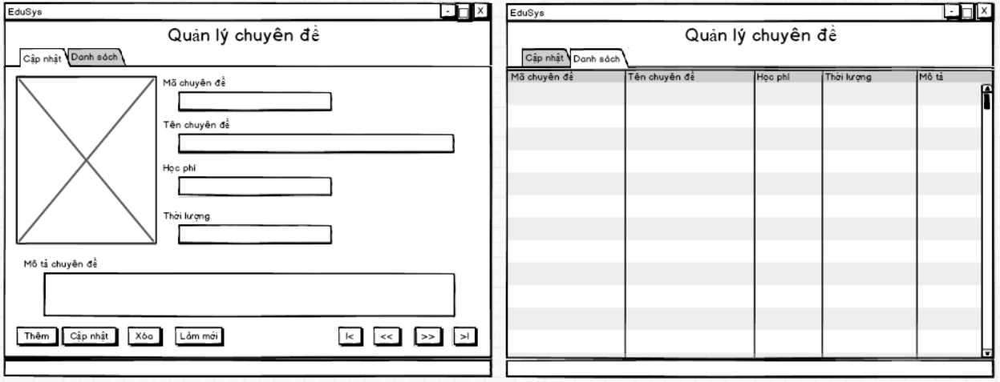 EduSys
- X
Quản lý chuyên đề
Cập nhật Danh sách
Mã chuyên đề
Tên chuyên đề
Học phí
Thời lượng
Mô tả chuyên đề
Thêm Cập nhật Xóa Làm mới |< << >> >|
EduSys
- X
Quản lý chuyên đề
Cập nhật Danh sách
Mã chuyên đề Tên chuyên đề Học phí Thời lượng Mô tả